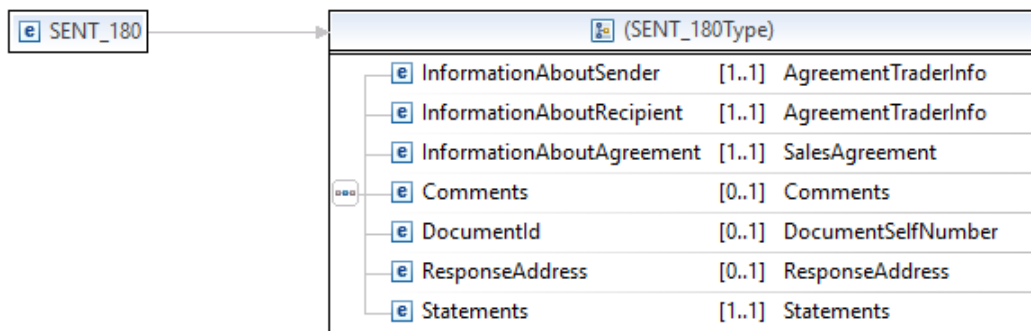 e SENT_180
(SENT_180Type)
e InformationAboutSender [1..1] AgreementTraderInfo
e InformationAboutRecipient [1..1] AgreementTraderInfo
e InformationAboutAgreement [1..1] SalesAgreement
e Comments [0..1] Comments
e DocumentId [0..1] DocumentSelfNumber
e ResponseAddress [0..1] ResponseAddress
e Statements [1..1] Statements